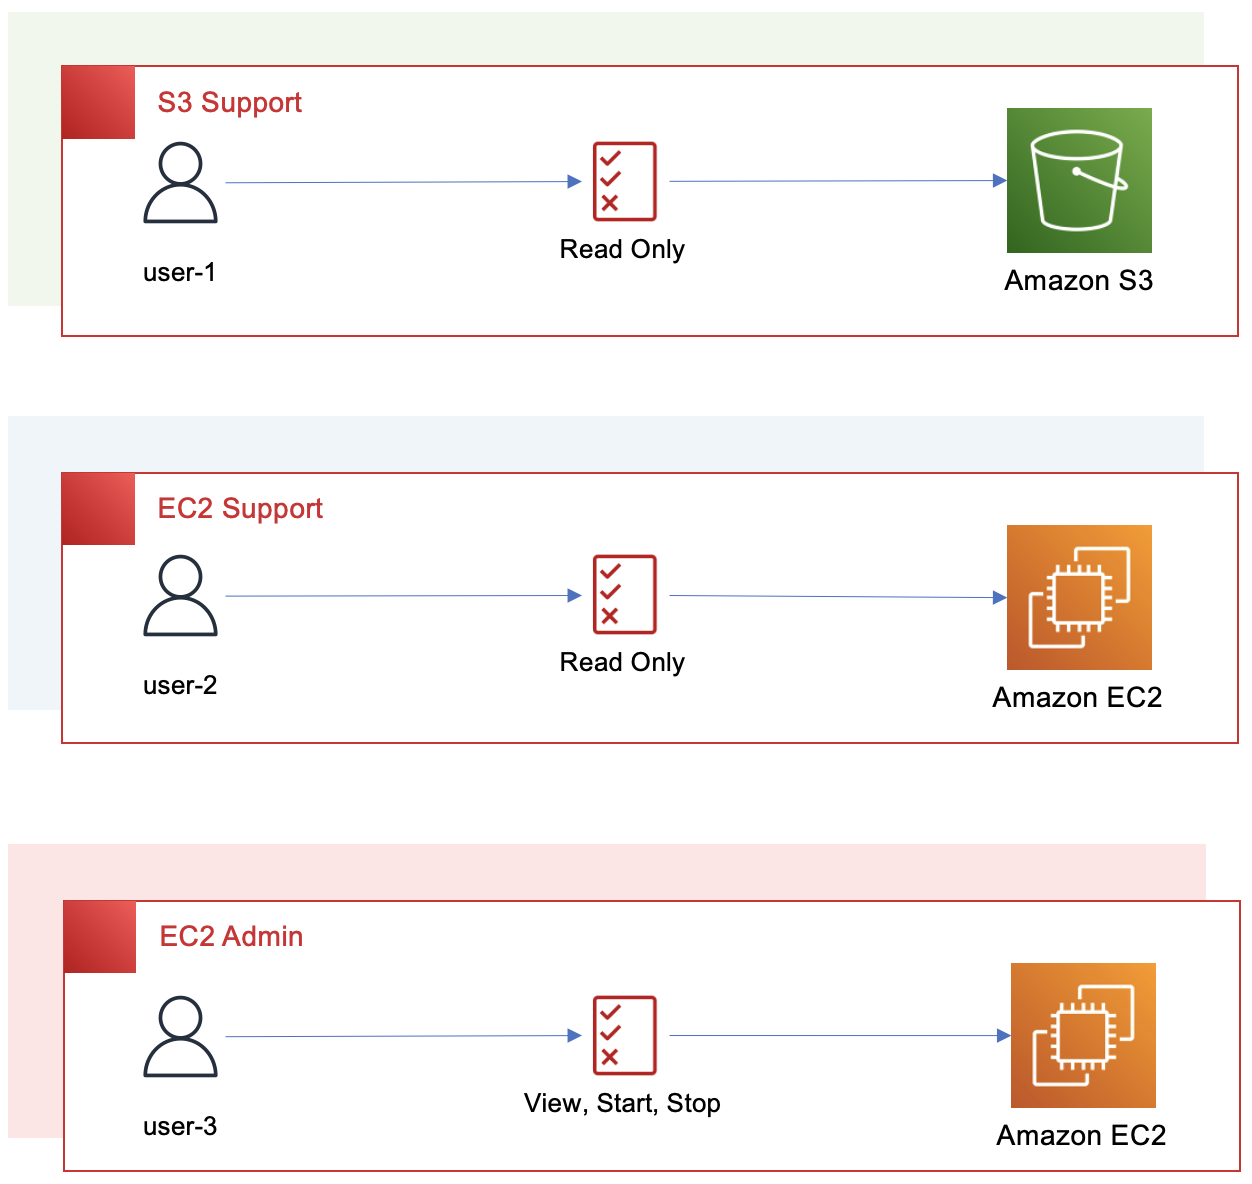 S3 Support
user-1
Read Only
Amazon S3
EC2 Support
user-2
Read Only
Amazon EC2
EC2 Admin
user-3
View, Start, Stop
Amazon EC2